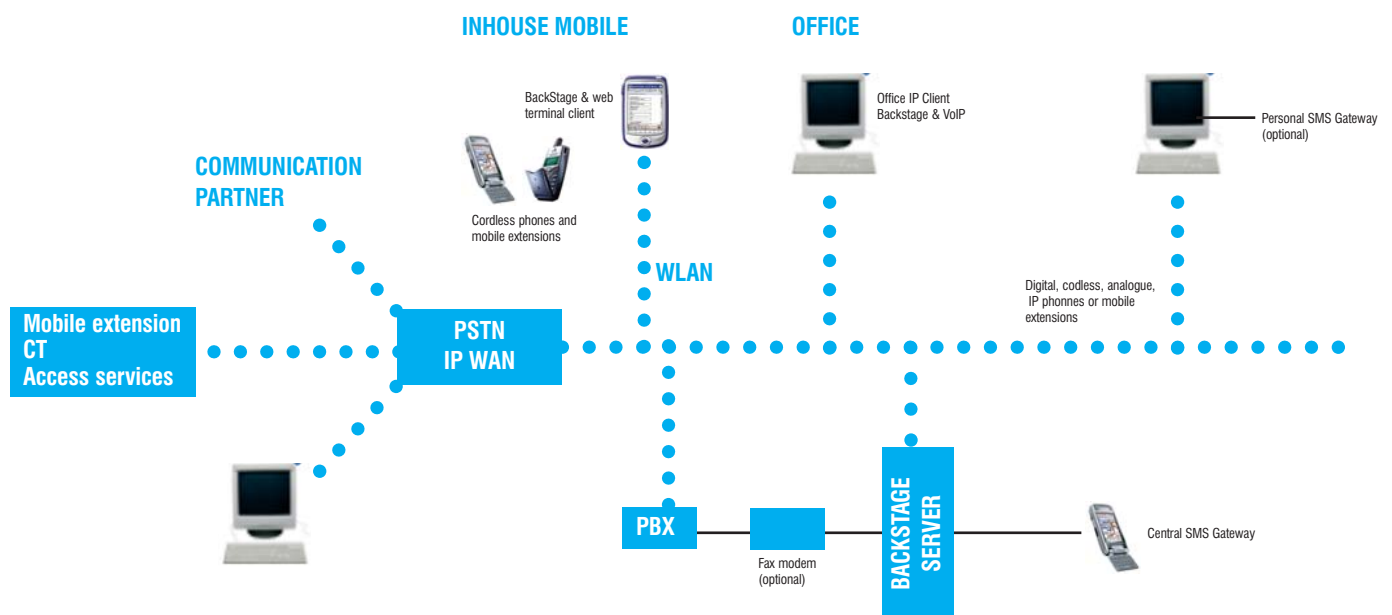 INHOUSE MOBILE
OFFICE
BackStage & web
terminal client
Office IP Client
Backstage & VoIP
Personal SMS Gateway
(optional)
COMMUNICATION
PARTNER
Cordless phones and
mobile extensions
WLAN
Digital, codless, analogue,
IP phonnes or mobile
extensions
Mobile extension
CT
Access services
PSTN
IP WAN
PBX
Fax modem
(optional)
BACKSTAGE
SERVER
Central SMS Gateway